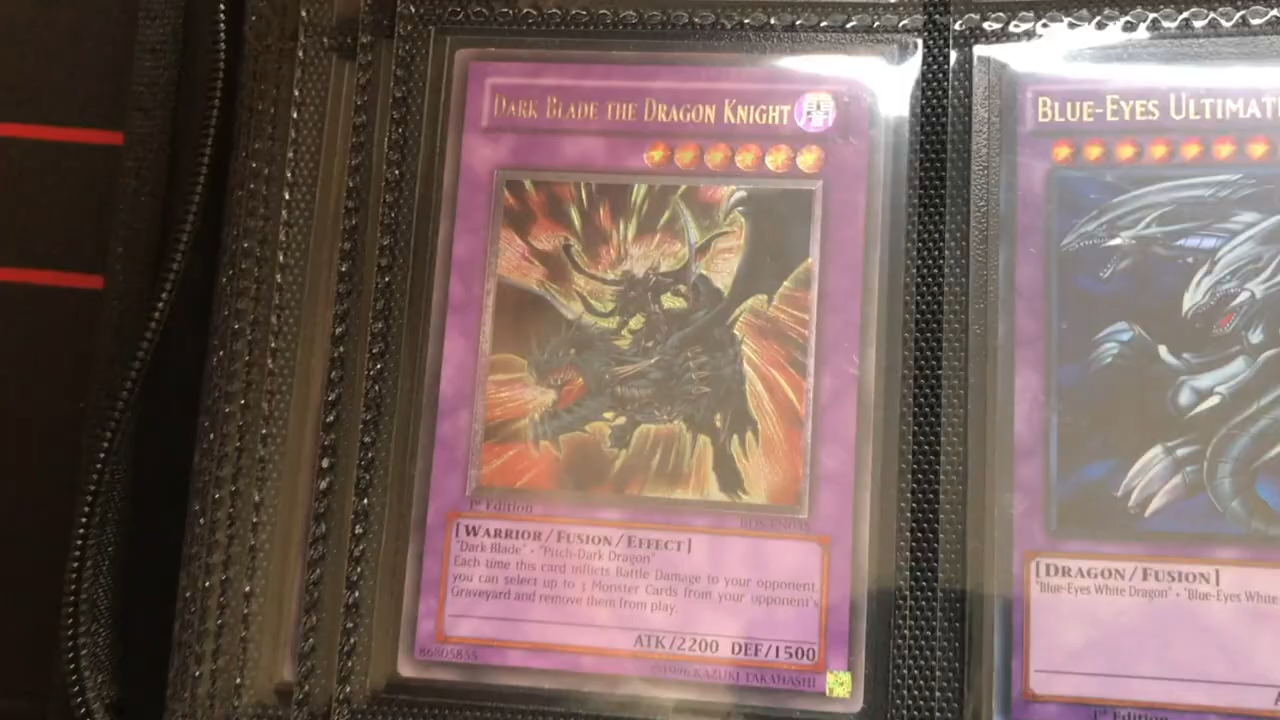 DARK BLADE THE DRAGON KNIGHT 闇
1st Edition
[WARRIOR/FUSION/EFFECT]
"Dark Blade" + "Pitch-Dark Dragon"
Each time this card inflicts Battle Damage to your opponent,
you can select up to 3 Monster Cards from your opponent's
Graveyard and remove them from play.
ATK/2200 DEF/1500
86805855
©1996 KAZUKI TAKAHASHI
BLUE-EYES
[DRAGON/FUSION]
"Blue-Eyes White Dragon" + "Blue-Eyes White
1st Edition